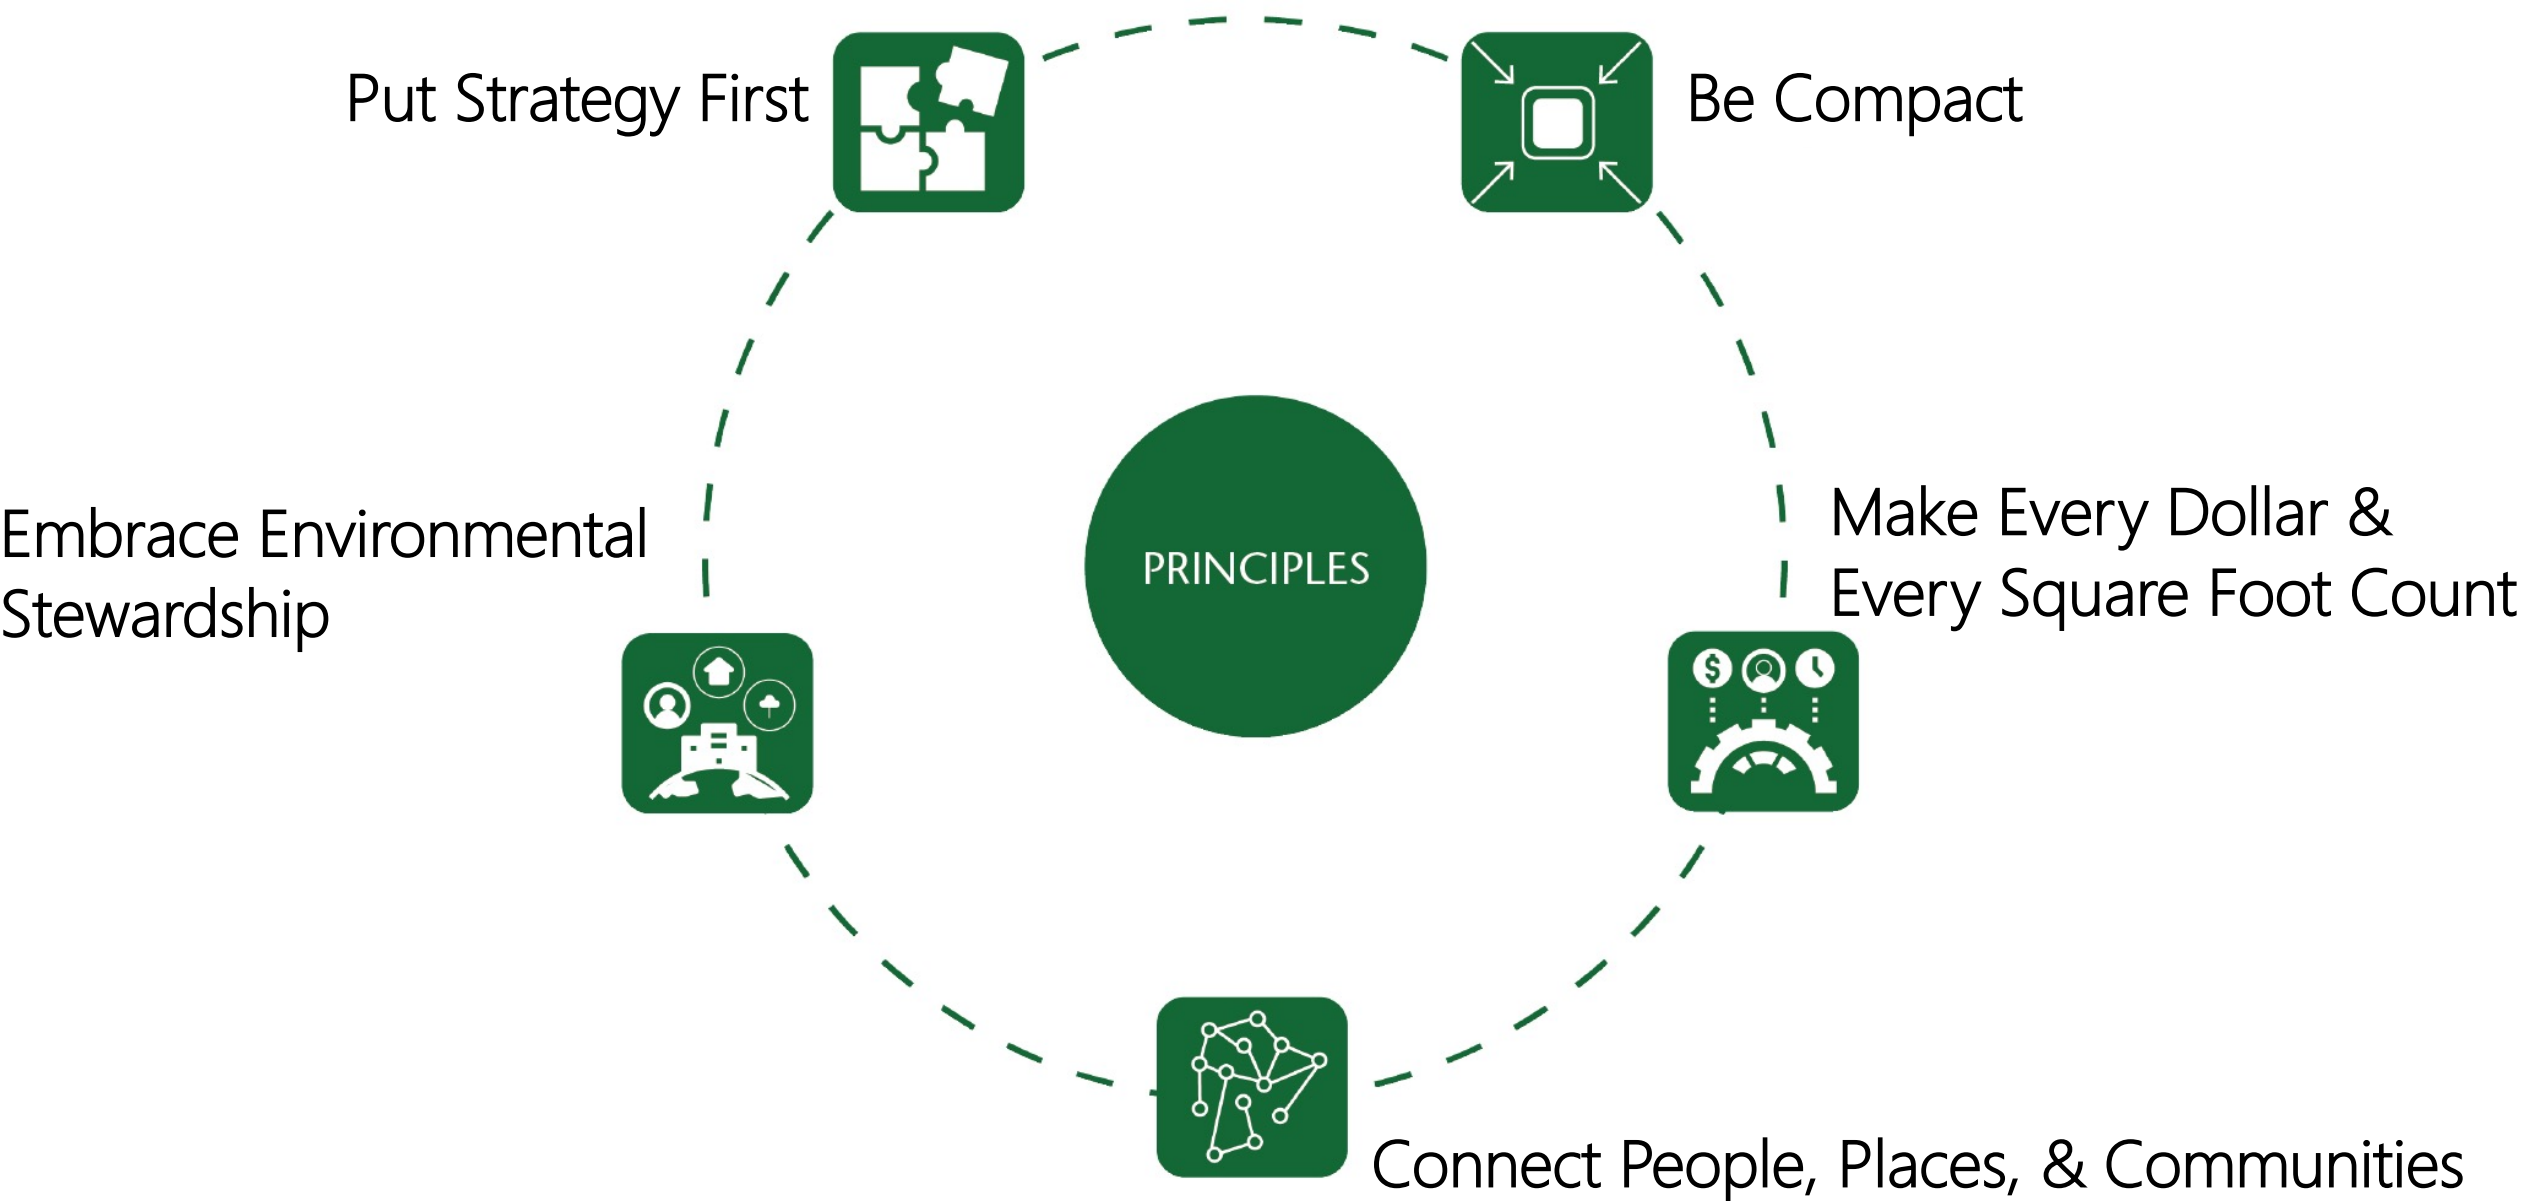 Put Strategy First
Be Compact
Make Every Dollar &
Every Square Foot Count
Embrace Environmental
Stewardship
PRINCIPLES
$
Connect People, Places, & Communities